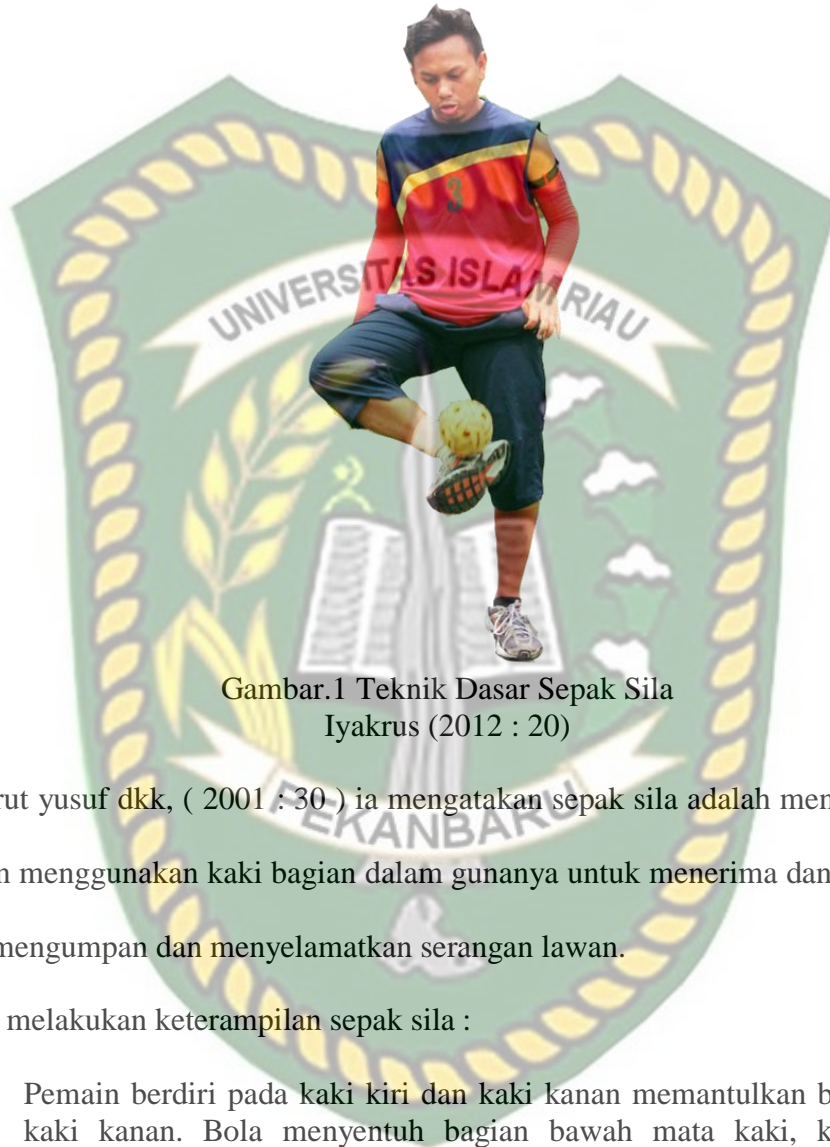 3
UNIVERSITAS ISLAM RIAU
Gambar.1 Teknik Dasar Sepak Sila
Iyakrus (2012 : 20)
PEKANBARU
rut yusuf dkk, ( 2001 : 30 ) ia mengatakan sepak sila adalah men
n menggunakan kaki bagian dalam gunanya untuk menerima dan
mengumpan dan menyelamatkan serangan lawan.
melakukan keterampilan sepak sila :
Pemain berdiri pada kaki kiri dan kaki kanan memantulkan b
kaki kanan. Bola menyentuh bagian bawah mata kaki, k